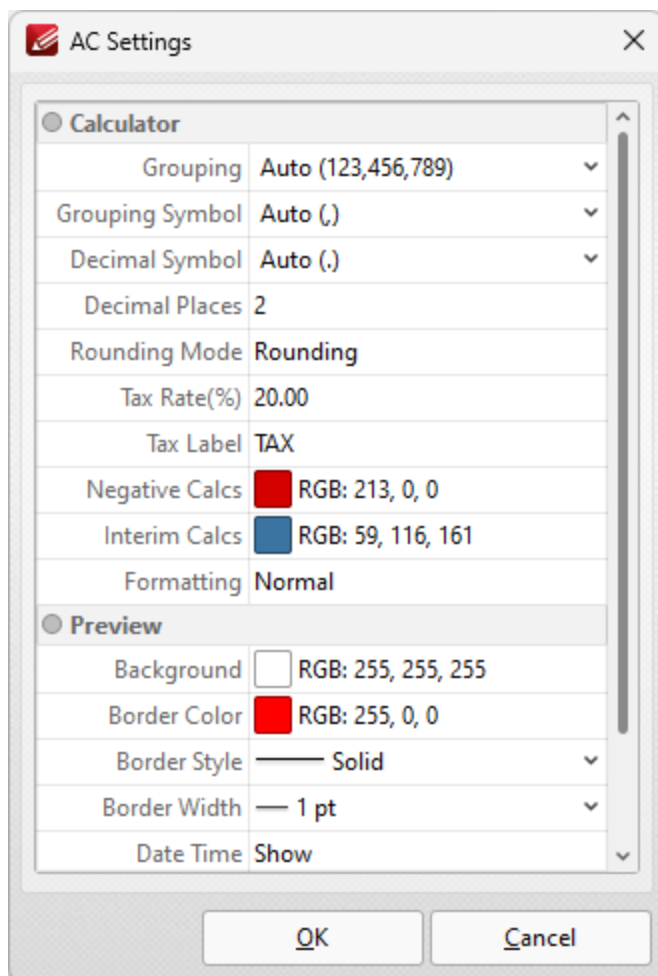 AC Settings
Calculator
Grouping Auto (123,456,789)
Grouping Symbol Auto (,)
Decimal Symbol Auto (.)
Decimal Places 2
Rounding Mode Rounding
Tax Rate(%) 20.00
Tax Label TAX
Negative Calcs RGB: 213, 0, 0
Interim Calcs RGB: 59, 116, 161
Formatting Normal
Preview
Background RGB: 255, 255, 255
Border Color RGB: 255, 0, 0
Border Style Solid
Border Width 1 pt
Date Time Show
OK Cancel